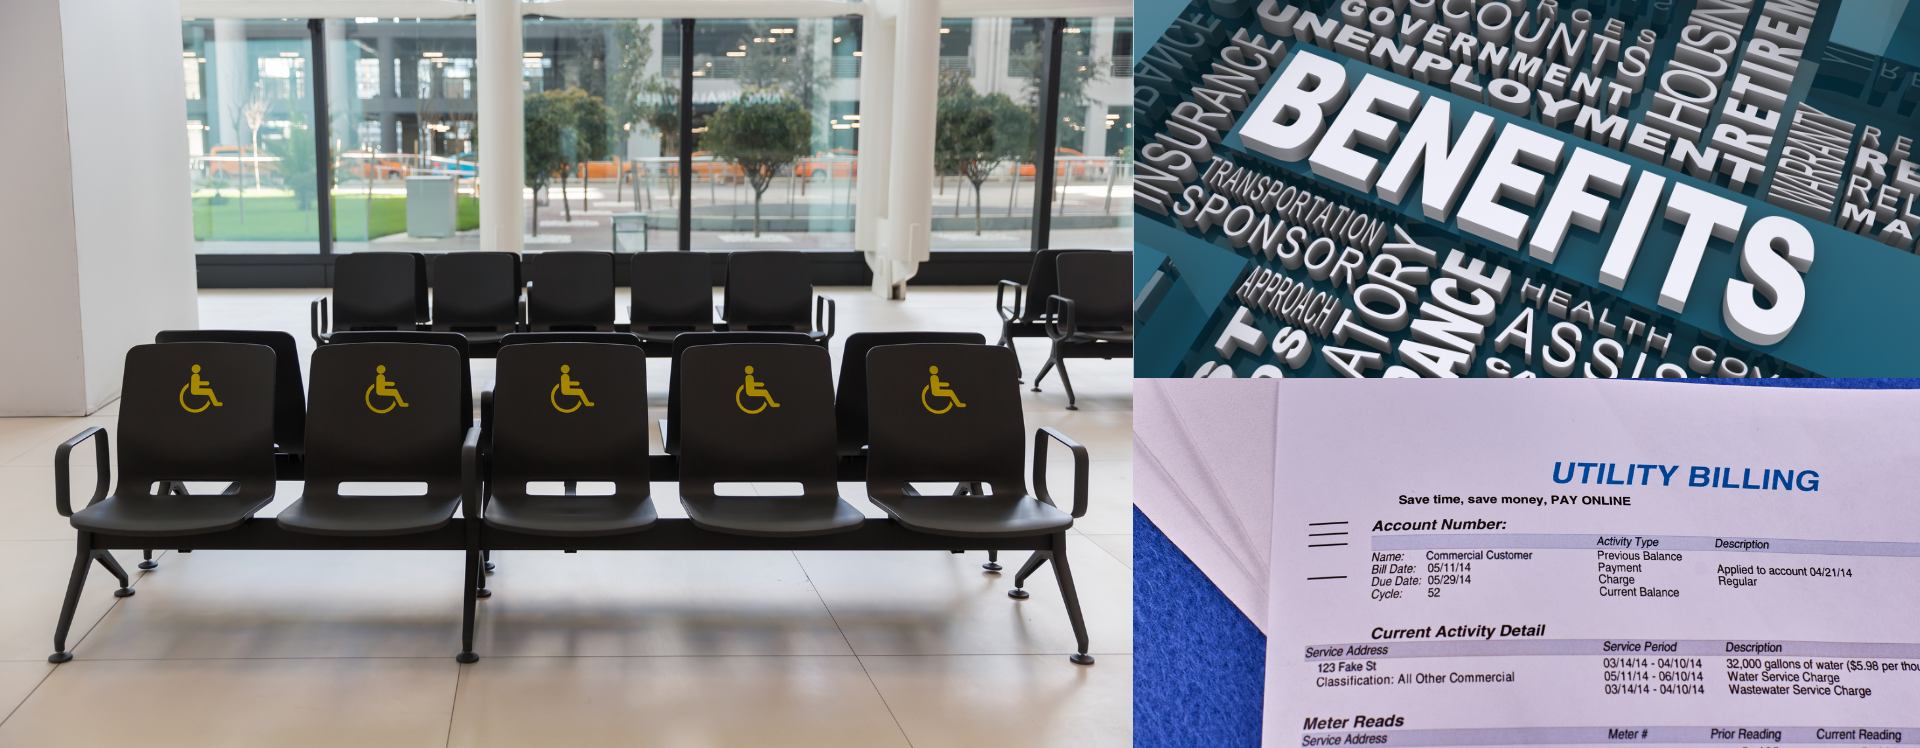 BENEFITS
GOVERNMENT
UNENPLOYMENT
HOUSING
INSURANCE
TRANSPORTATION
SPONSOR
APPROACH
HEALTH
WARRANTY
UTILITY BILLING
Save time, save money, PAY ONLINE
Account Number:
Activity Type Description
Name: Commercial Customer Previous Balance
Bill Date: 05/11/14 Payment Applied to account 04/21/14
Due Date: 05/29/14 Charge Regular
Cycle: 52 Current Balance
Current Activity Detail
Service Address Service Period Description
123 Fake St 03/14/14 - 04/10/14 32,000 gallons of water ($5.98 per thou
Classification: All Other Commercial 05/11/14 - 06/10/14 Water Service Charge
03/14/14 - 04/10/14 Wastewater Service Charge
Meter Reads
Service Address Meter # Prior Reading Current Reading